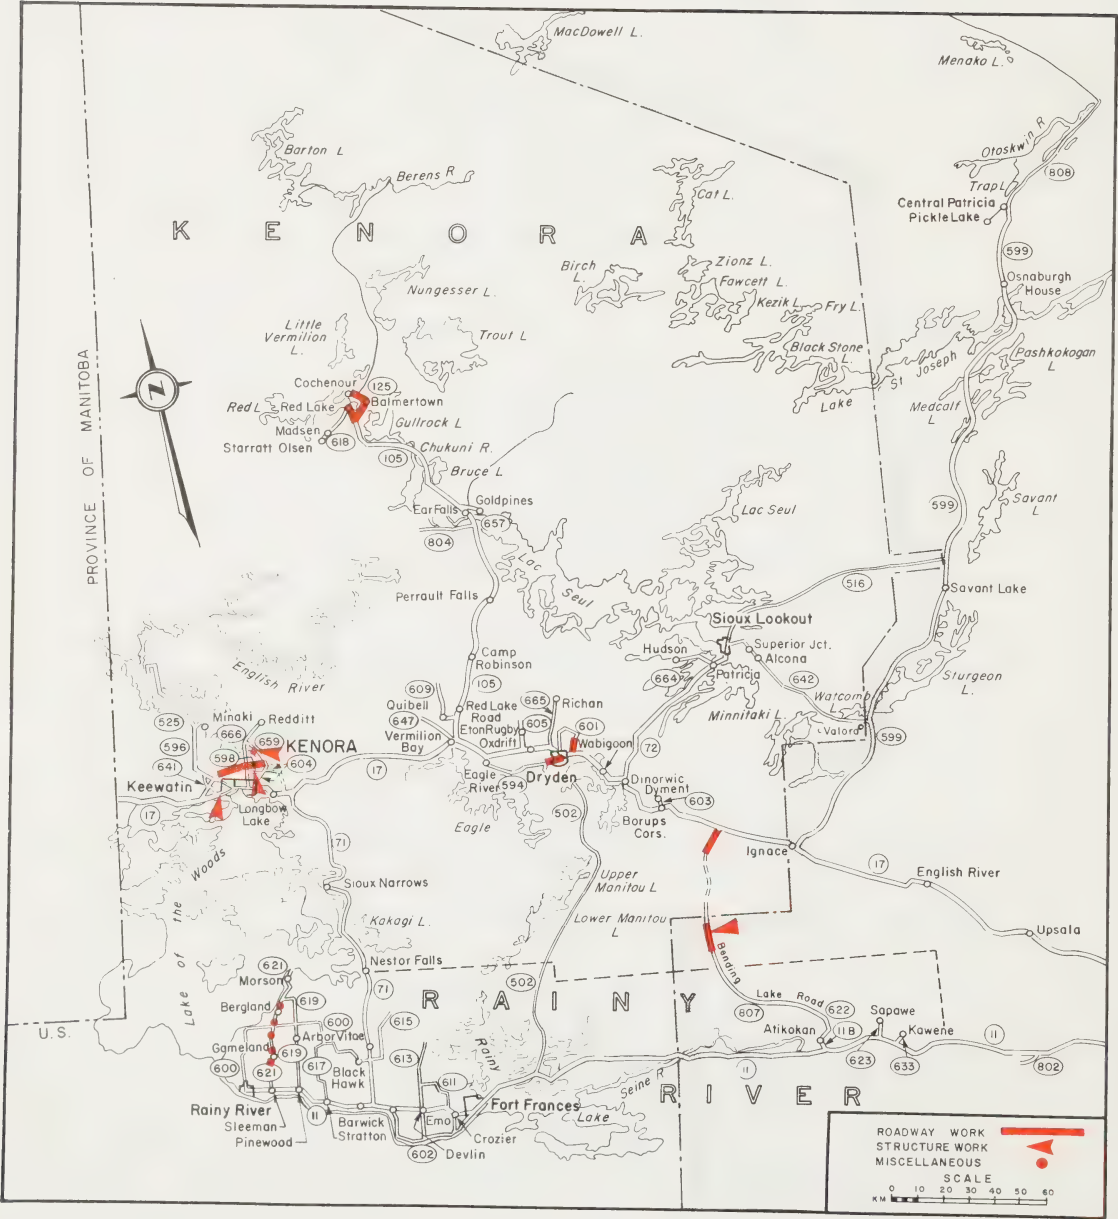 MacDowell L.
Menako L.
Barton L
Berens R
Otoskwin R
808
Trap L
Central Patricia
Pickle Lake
Cat L.
KENORA
599
Osnaburgh
House
Birch
L.
Zionz L.
Fawcett L.
Kezik L.
Fry L.
Nungesser L.
Little
Vermilion
L.
Trout L
Black Stone
L.
St Joseph
Lake
Pashkokogan
L
Medcalf
L
PROVINCE OF MANITOBA
N
Cochenour
125
Red L
Red Lake
Balmertown
Gullrock L
Madsen
Starratt Olsen
618
105
Chukuni R.
Bruce L
Ear Falls
Goldpines
657
804
Lac
Seul
Lac Seul
599
Savant
L
516
Savant Lake
Perrault Falls
Sioux Lookout
Hudson
Superior Jct.
Alcona
664
Patricia
642
Sturgeon
L.
Camp
Robinson
105
English River
609
Quibell
647
Vermilion
Bay
Red Lake
Road
Eton Rugby
605
Oxdrift
665
Richan
601
Wabigoon
72
Minnitaki L.
Watcomb
L
Valora
599
525
Minaki
Redditt
666
659
596
598
KENORA
604
641
Keewatin
17
Longbow
Lake
17
Eagle
River
594
Dryden
Eagle
502
Dinorwic
Dyment
603
Borups
Cors.
Ignace
17
English River
Upsala
71
Sioux Narrows
Lake of the Woods
Kakagi L.
Nestor Falls
71
Upper
Manitou L
Lower Manitou
L
502
RAINY
Bending
Lake Road
807
622
Atikokan
11B
Sapawe
Kawene
11
623
633
802
U.S.
621
Morson
Bergland
619
600
615
Arbor Vitae
Gameland
619
613
600
621
617
Black
Hawk
611
Rainy
11
Seine R
RIVER
Rainy River
Sleeman
Pinewood
11
Barwick
Stratton
Emo
Fort Frances
Lake
Crozier
602
Devlin
ROADWAY WORK
STRUCTURE WORK
MISCELLANEOUS
SCALE
0 10 20 30 40 50 60
KM